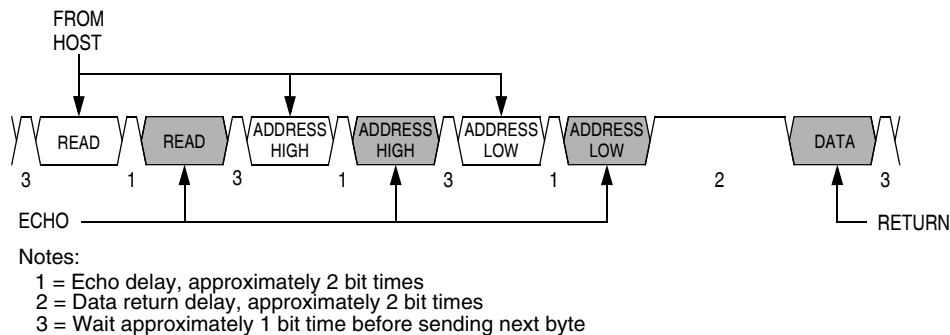 FROM
HOST
READ
READ
ADDRESS
HIGH
ADDRESS
HIGH
ADDRESS
LOW
ADDRESS
LOW
DATA
3
1
3
1
3
1
2
3
ECHO
RETURN
Notes:
1 = Echo delay, approximately 2 bit times
2 = Data return delay, approximately 2 bit times
3 = Wait approximately 1 bit time before sending next byte